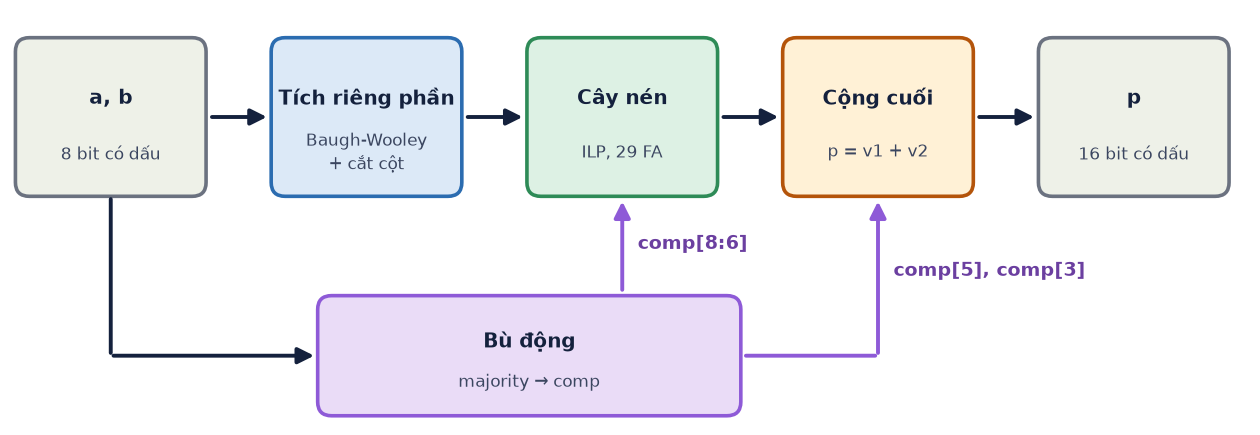 a, b
8 bit có dấu
Tích riêng phần
Baugh-Wooley
+ cắt cột
Cây nén
ILP, 29 FA
Cộng cuối
p = v1 + v2
p
16 bit có dấu
comp[8:6]
comp[5], comp[3]
Bù động
majority → comp